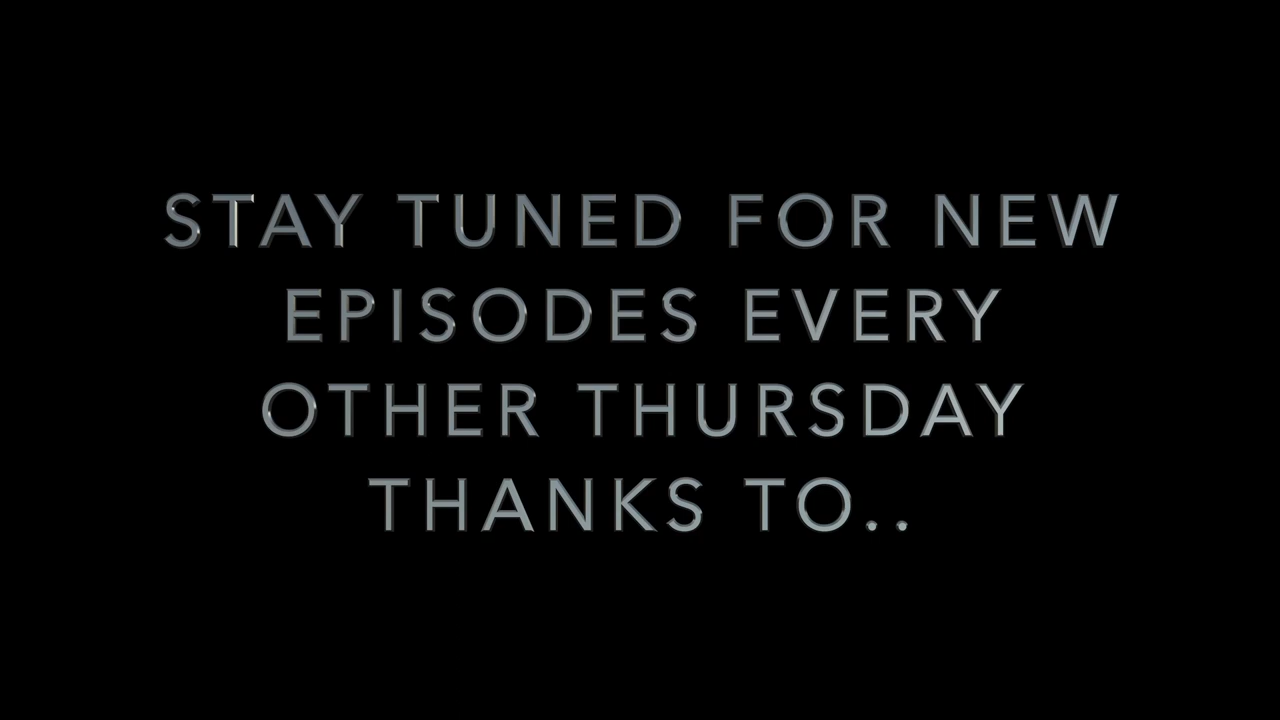 STAY TUNED FOR NEW
EPISODES EVERY
OTHER THURSDAY
THANKS TO..